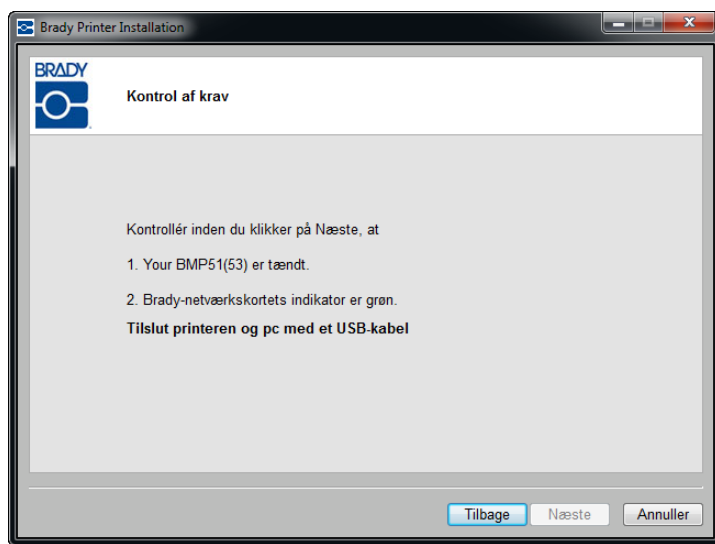 Brady Printer Installation
BRADY
Kontrol af krav
Kontrollér inden du klikker på Næste, at
1. Your BMP51(53) er tændt.
2. Brady-netværkskortets indikator er grøn.
Tilslut printeren og pc med et USB-kabel
Tilbage Næste Annuller